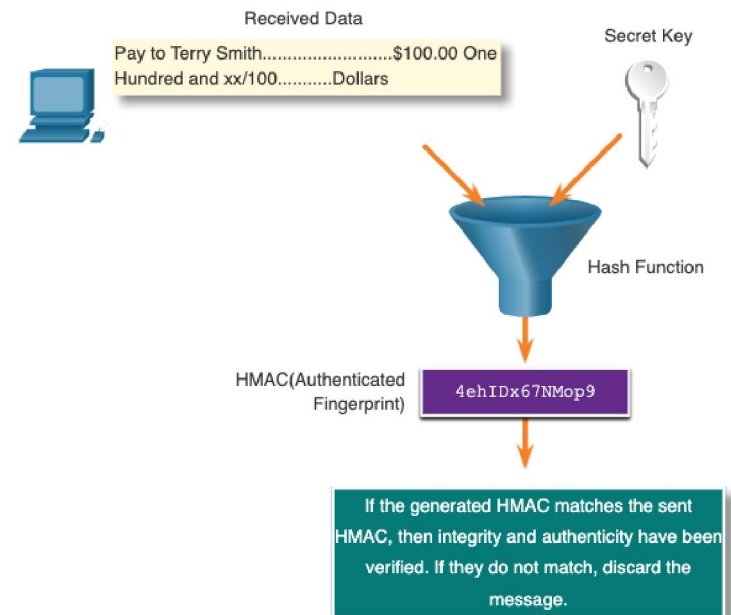 Received Data
Pay to Terry Smith..........................$100.00 One
Hundred and xx/100...........Dollars
Secret Key
Hash Function
HMAC(Authenticated
Fingerprint)
4ehIDx67NMop9
If the generated HMAC matches the sent
HMAC, then integrity and authenticity have been
verified. If they do not match, discard the
message.